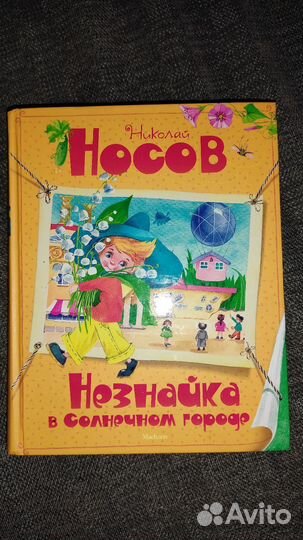 Николай
Носов
Незнайка
в Солнечном городе
Machaon
Avito